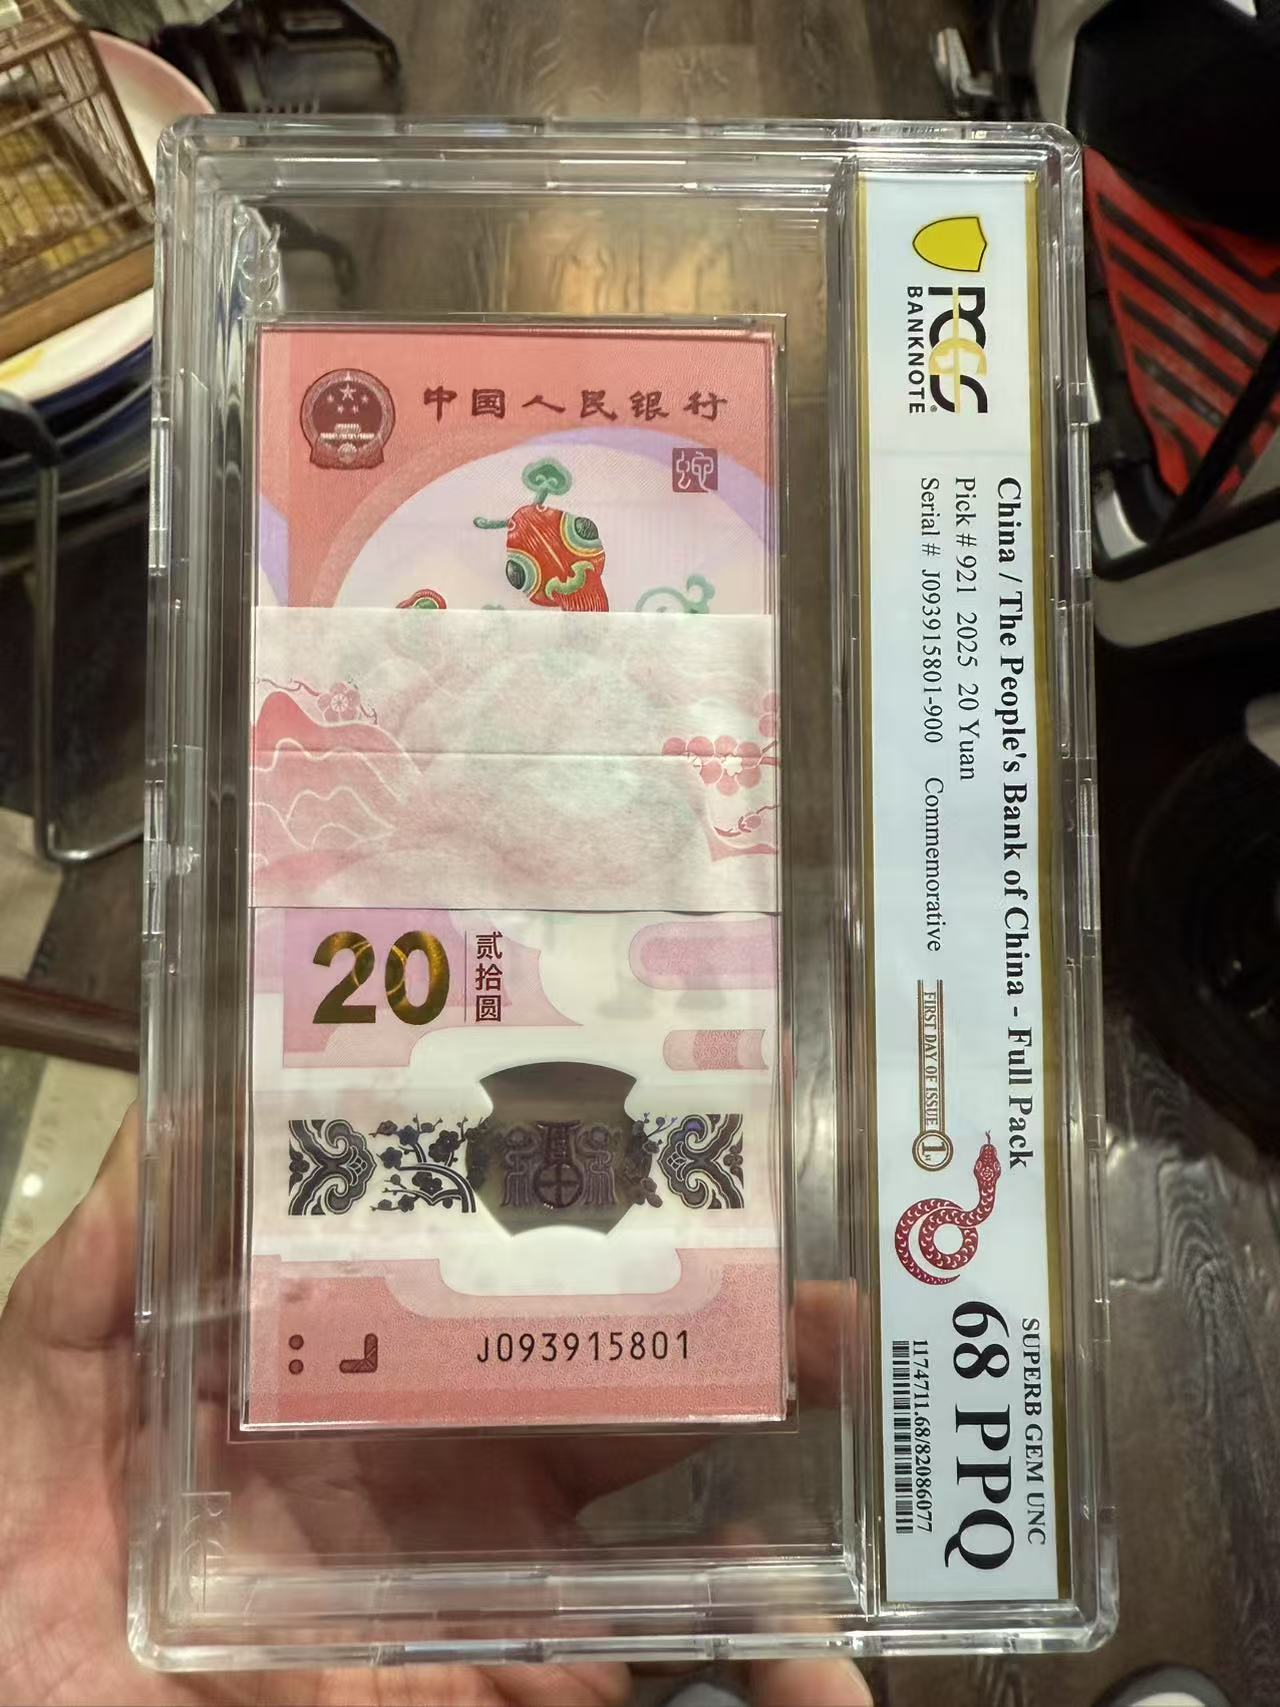 中国人民银行
蛇
20
贰拾圆
J093915801
PCGS
BANKNOTE
China / The People's Bank of China - Full Pack
Pick # 921 2025 20 Yuan
Serial # J093915801-900 Commemorative
FIRST DAY OF ISSUE 1st
SUPERB GEM UNC
68 PPQ
1174711.68/82086077